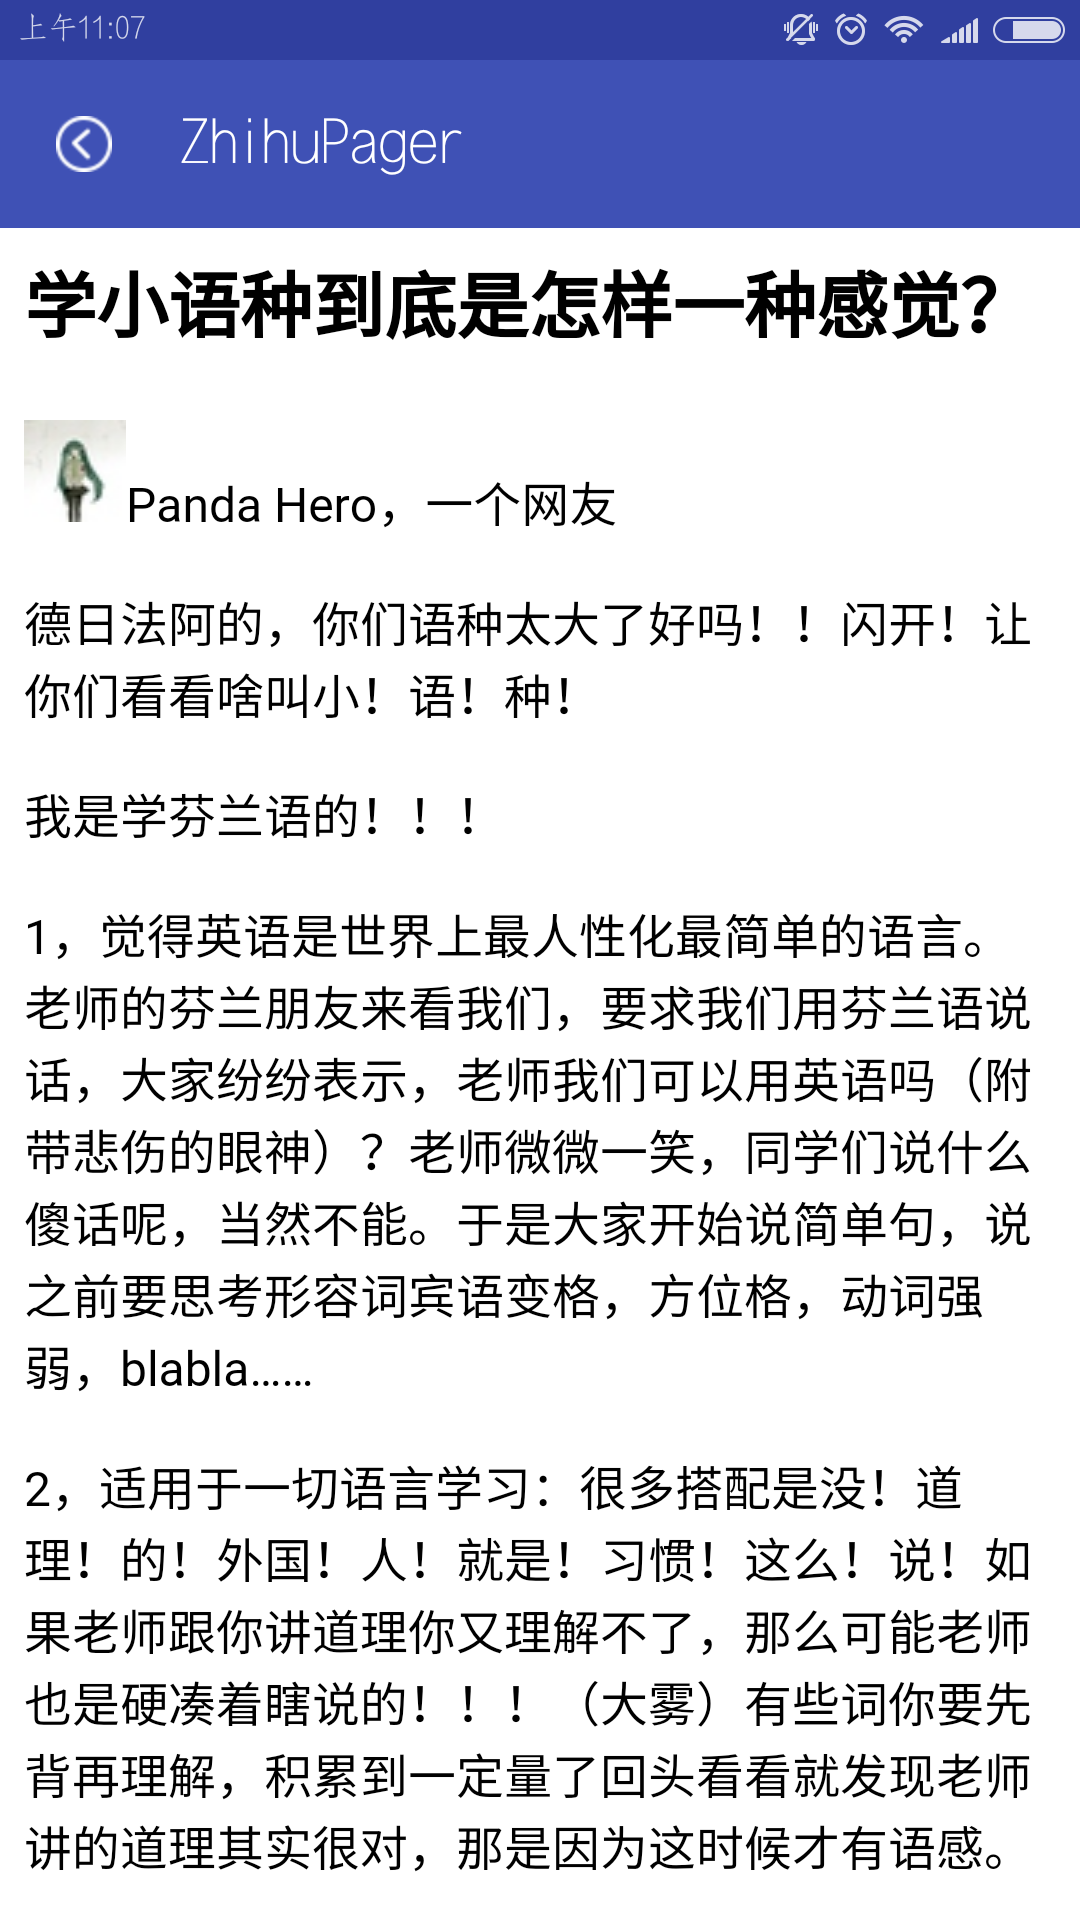 上午11:07
ZhihuPager
学小语种到底是怎样一种感觉？
Panda Hero，一个网友
德日法阿的，你们语种太大了好吗！！闪开！让
你们看看啥叫小！语！种！
我是学芬兰语的！！！
1，觉得英语是世界上最人性化最简单的语言。
老师的芬兰朋友来看我们，要求我们用芬兰语说
话，大家纷纷表示，老师我们可以用英语吗（附
带悲伤的眼神）？老师微微一笑，同学们说什么
傻话呢，当然不能。于是大家开始说简单句，说
之前要思考形容词宾语变格，方位格，动词强
弱，blabla……
2，适用于一切语言学习：很多搭配是没！道
理！的！外国！人！就是！习惯！这么！说！如
果老师跟你讲道理你又理解不了，那么可能老师
也是硬凑着瞎说的！！！（大雾）有些词你要先
背再理解，积累到一定量了回头看看就发现老师
讲的道理其实很对，那是因为这时候才有语感。